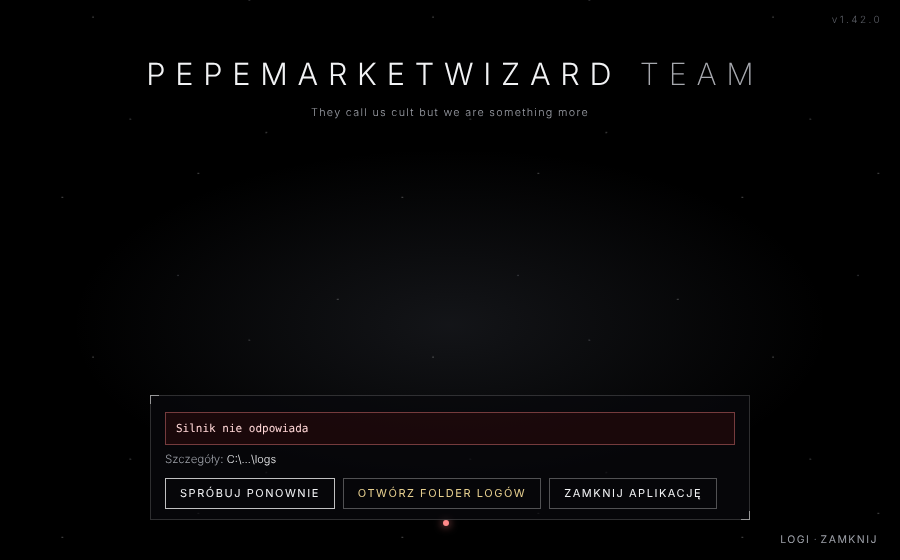 v1.42.0
PEPEMARKETWIZARD TEAM
They call us cult but we are something more
Silnik nie odpowiada
Szczegóły: C:\...\logs
SPRÓBUJ PONOWNIE
OTWÓRZ FOLDER LOGÓW
ZAMKNIJ APLIKACJĘ
LOGI · ZAMKNIJ